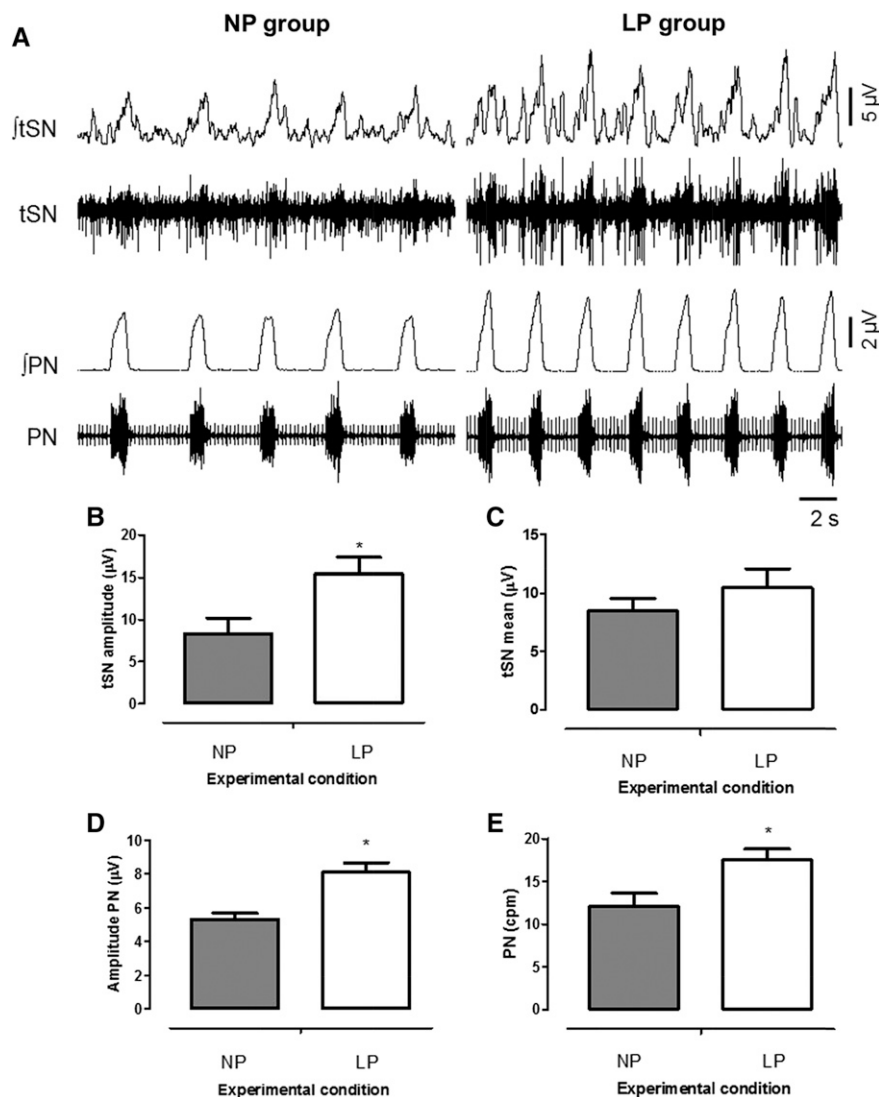 A
NP group
LP group
∫tSN
5 µV
tSN
∫PN
2 µV
PN
2 s
B
tSN amplitude (µV)
20
15
10
5
0
*
NP
LP
Experimental condition
C
tSN mean (µV)
15
10
5
0
NP
LP
Experimental condition
D
Amplitude PN (µV)
10
8
6
4
2
0
*
NP
LP
Experimental condition
E
PN (cpm)
20
15
10
5
0
*
NP
LP
Experimental condition